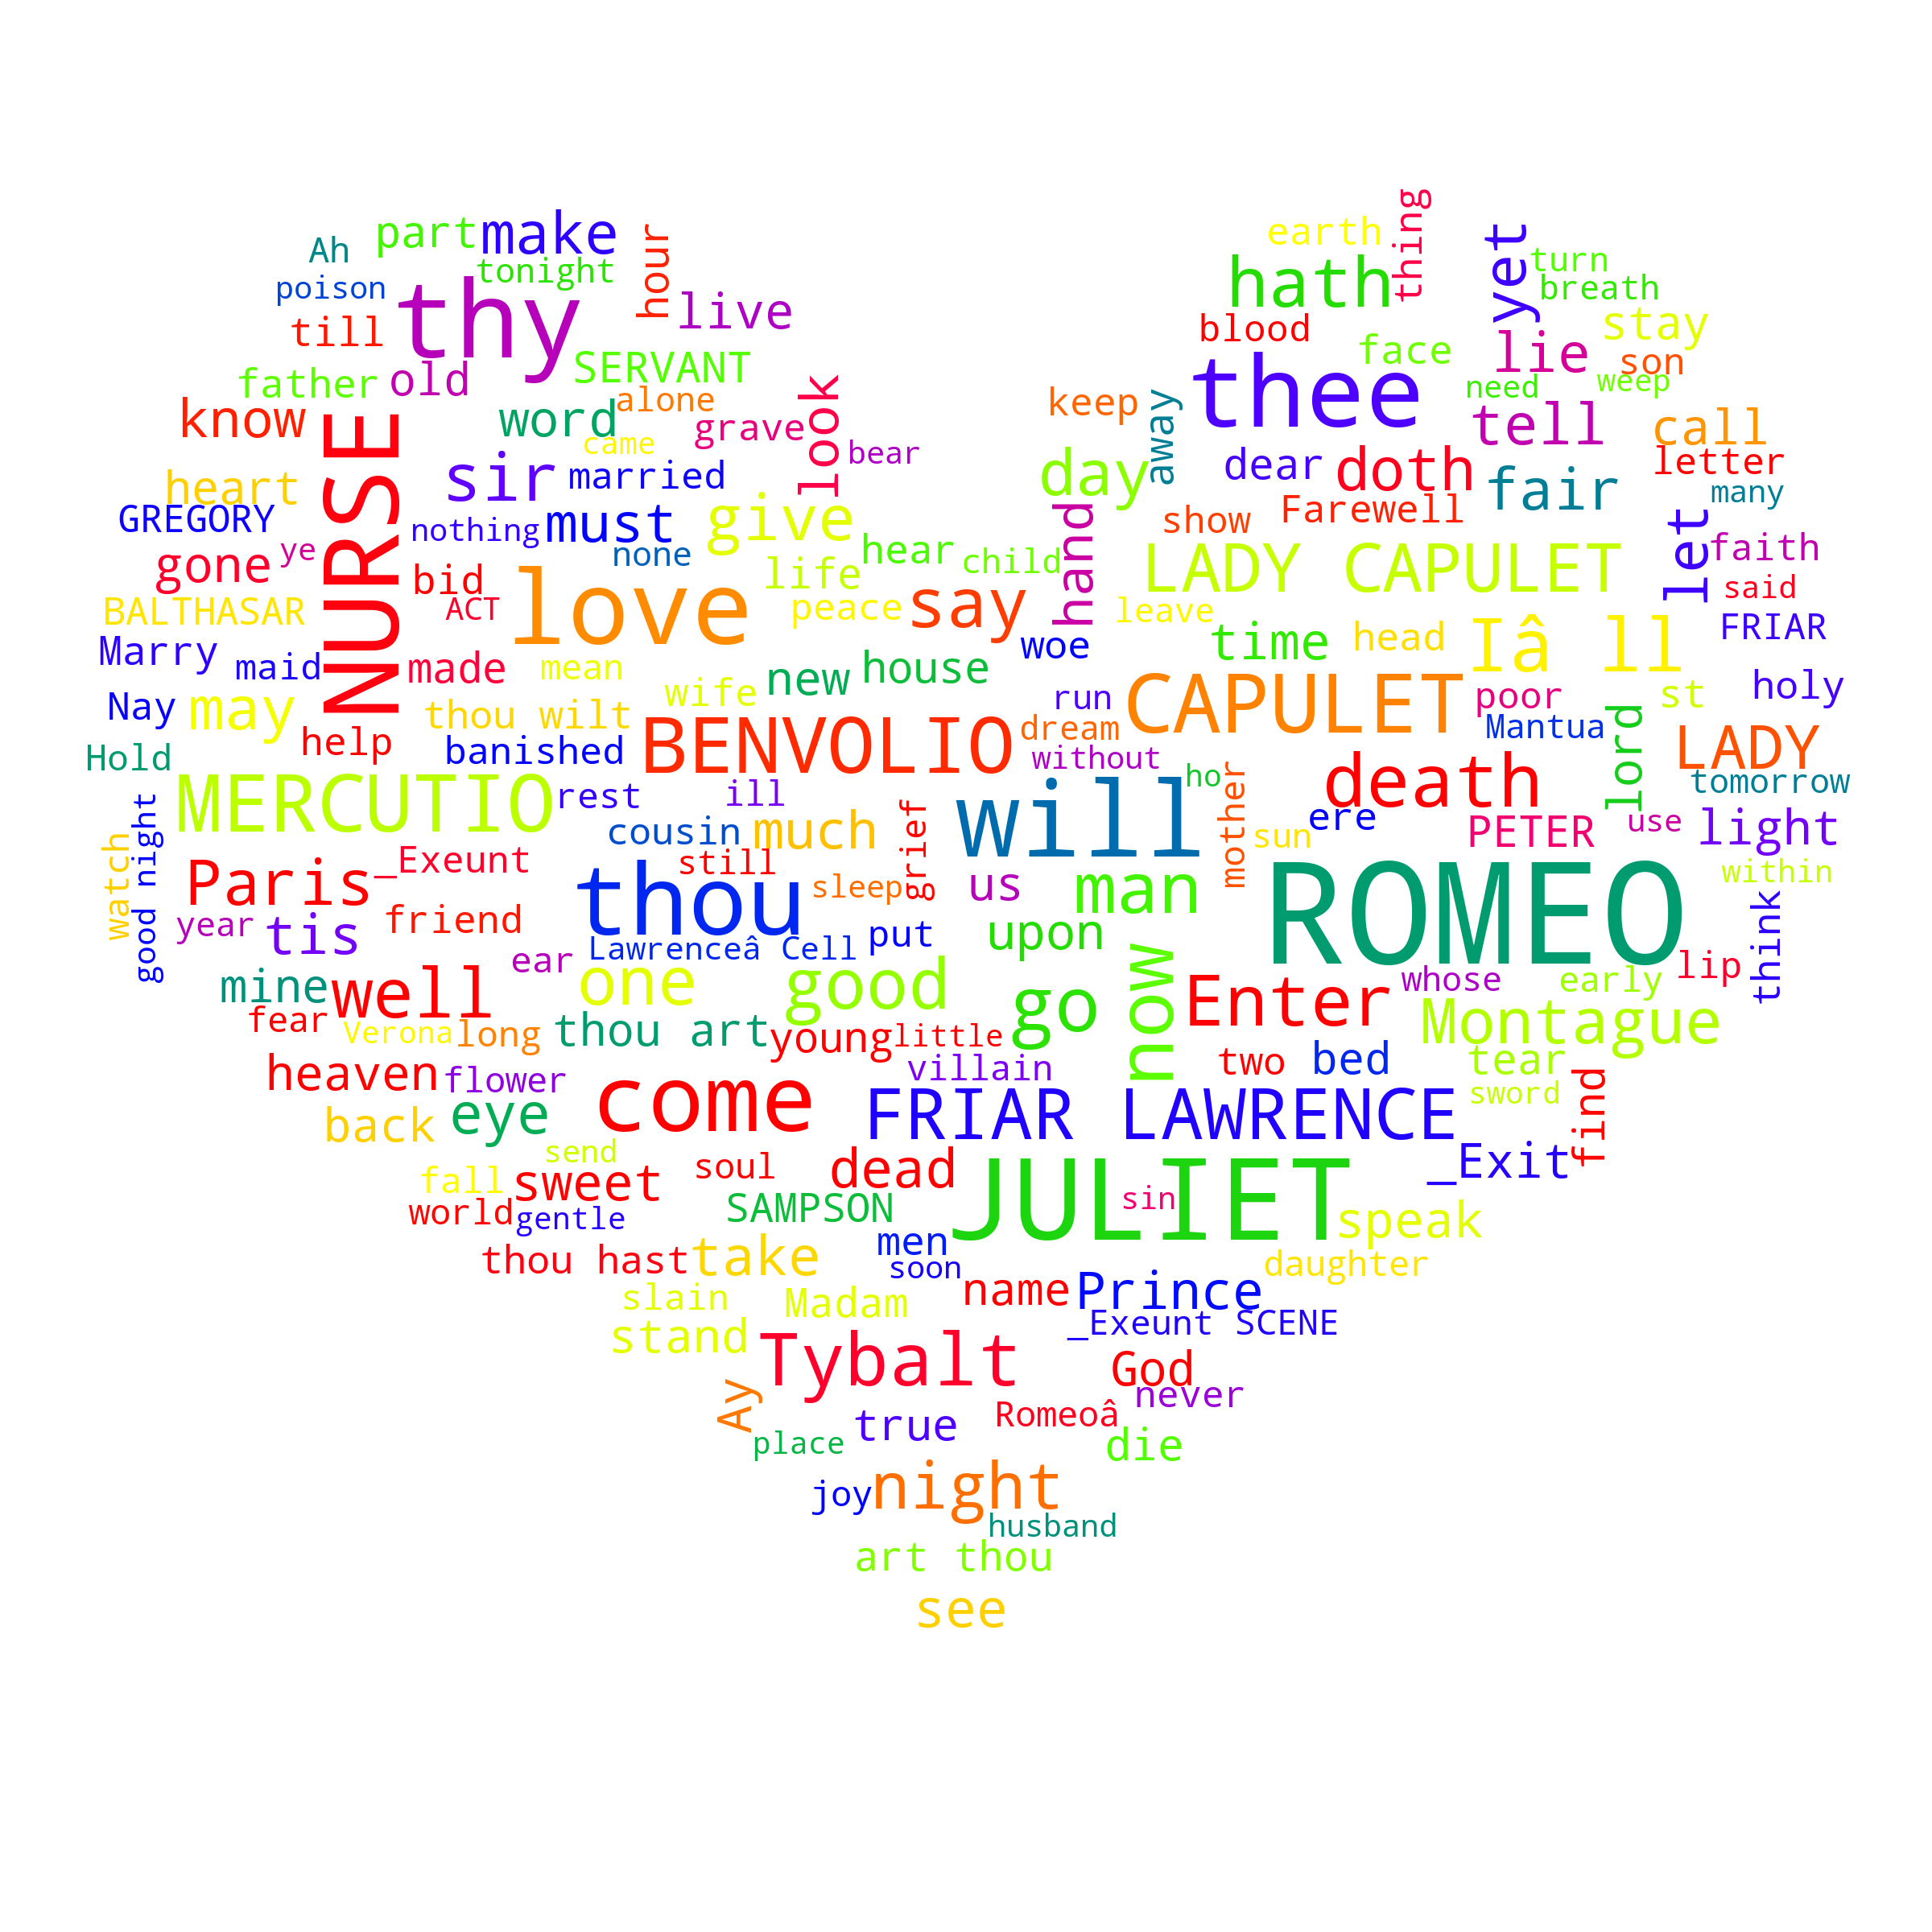 thing
part make
earth
hour
yet
Ah
hath
turn
tonight
poison
thy
live
breath
till
blood
stay
face
lie
son
SERVANT
father
old
thee
need
weep
look
alone
keep
away
know
NURSE
word
grave
tell
call
came
bear
day
dear
doth
letter
heart
sir
married
fair
many
GREGORY
nothing
must
give
hand
show
Farewell
let
gone
ye
none
life
hear
child
LADY CAPULET
faith
bid
said
BALTHASAR
ACT
love
peace
say
leave
FRIAR
Marry
maid
made
mean
woe
time
head
Iâ ll
wife
new
house
Nay
may
thou wilt
run
CAPULET
poor
st
holy
help
BENVOLIO
dream
Mantua
lord
LADY
Hold
banished
without
MERCUTIO
rest
ill
will
ho
mother
death
tomorrow
watch
good night
cousin
much
grief
sun
ere
PETER
use
light
Paris
_Exeunt
still
thou
sleep
us
man
ROMEO
within
year
tis
friend
put
upon
think
Lawrenceâ Cell
mine
well
ear
one
good
go
now
Enter
whose
early
lip
fear
Verona
long
thou art
young
little
Montague
heaven
flower
villain
two
bed
tear
back
eye
come
FRIAR LAWRENCE
sword
find
send
fall
sweet
soul
dead
_Exit
world
gentle
SAMPSON
JULIET
sin
speak
thou hast
take
men
soon
daughter
slain
Madam
name
Prince
stand
_Exeunt SCENE
Tybalt
God
Ay
never
true
Romeoâ
place
die
joy
night
husband
art thou
see